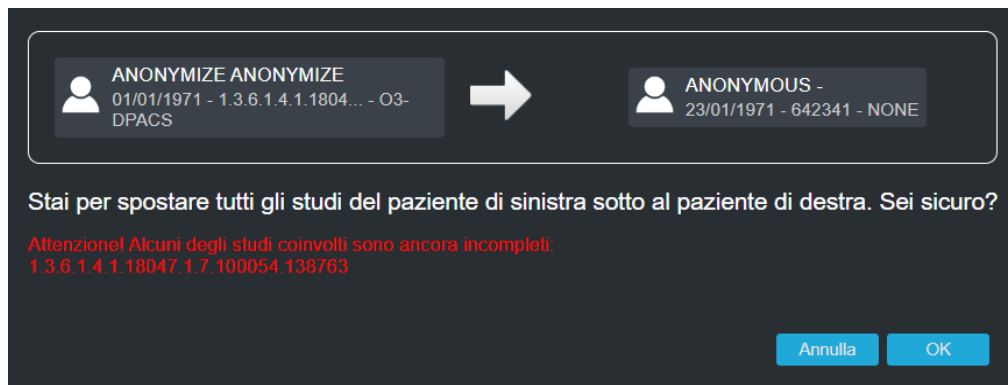 ANONYMIZE ANONYMIZE
01/01/1971 - 1.3.6.1.4.1.1804... - O3-
DPACS
ANONYMOUS -
23/01/1971 - 642341 - NONE
Stai per spostare tutti gli studi del paziente di sinistra sotto al paziente di destra. Sei sicuro?
Attenzione! Alcuni degli studi coinvolti sono ancora incompleti:
1.3.6.1.4.1.18047.1.7.100054.138763
Annulla
OK